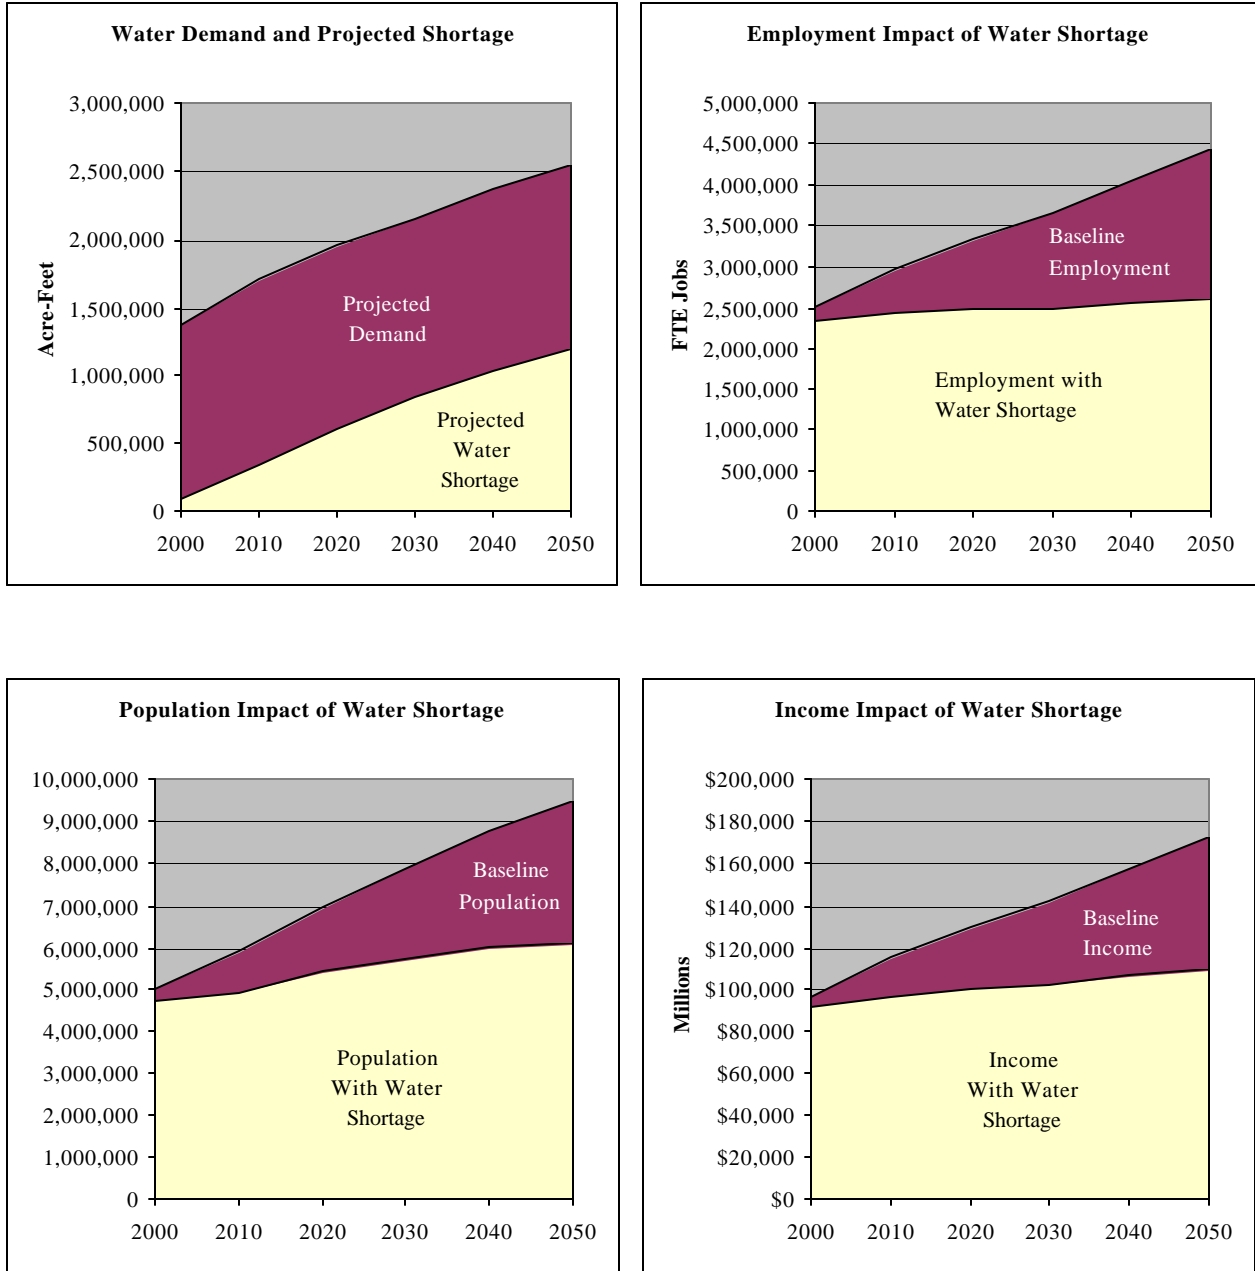 Water Demand and Projected Shortage
Acre-Feet
3,000,000
2,500,000
2,000,000
1,500,000
1,000,000
500,000
0
Projected
Demand
Projected
Water
Shortage
2000 2010 2020 2030 2040 2050
Employment Impact of Water Shortage
FTE Jobs
5,000,000
4,500,000
4,000,000
3,500,000
3,000,000
2,500,000
2,000,000
1,500,000
1,000,000
500,000
0
Baseline
Employment
Employment with
Water Shortage
2000 2010 2020 2030 2040 2050
Population Impact of Water Shortage
10,000,000
9,000,000
8,000,000
7,000,000
6,000,000
5,000,000
4,000,000
3,000,000
2,000,000
1,000,000
0
Baseline
Population
Population
With Water
Shortage
2000 2010 2020 2030 2040 2050
Income Impact of Water Shortage
Millions
$200,000
$180,000
$160,000
$140,000
$120,000
$100,000
$80,000
$60,000
$40,000
$20,000
$0
Baseline
Income
Income
With Water
Shortage
2000 2010 2020 2030 2040 2050